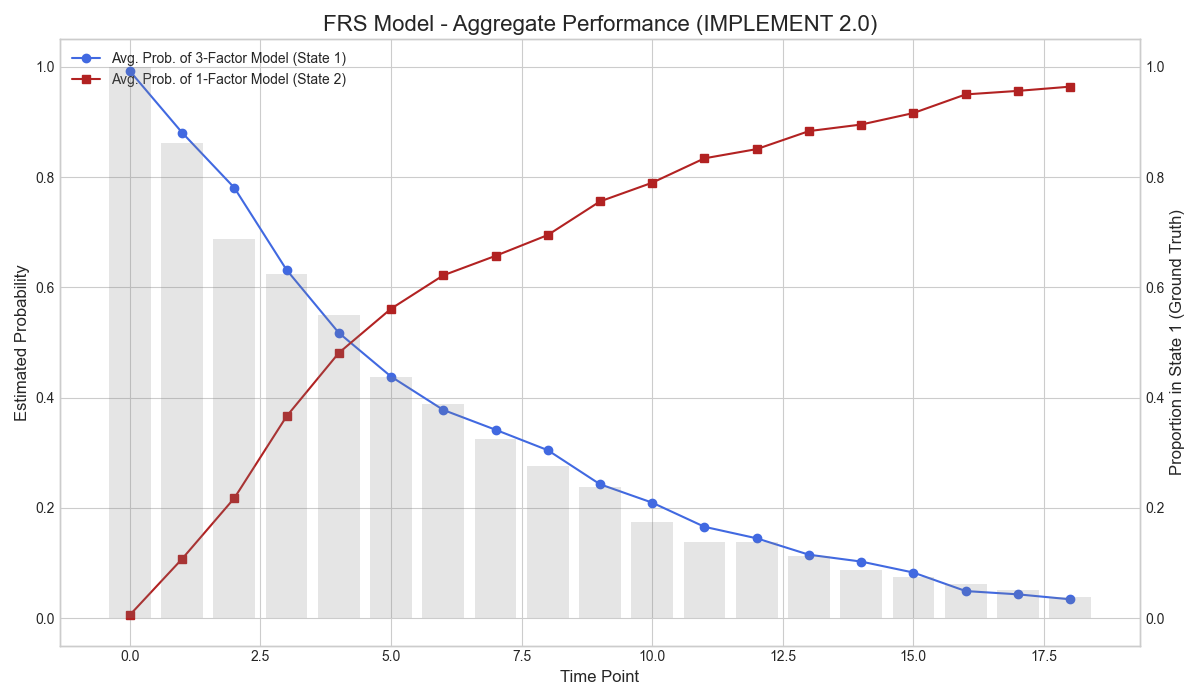 FRS Model - Aggregate Performance (IMPLEMENT 2.0)
Avg. Prob. of 3-Factor Model (State 1)
Avg. Prob. of 1-Factor Model (State 2)
1.0
0.8
0.6
0.4
0.2
0.0
Estimated Probability
1.0
0.8
0.6
0.4
0.2
0.0
Proportion in State 1 (Ground Truth)
0.0 2.5 5.0 7.5 10.0 12.5 15.0 17.5
Time Point